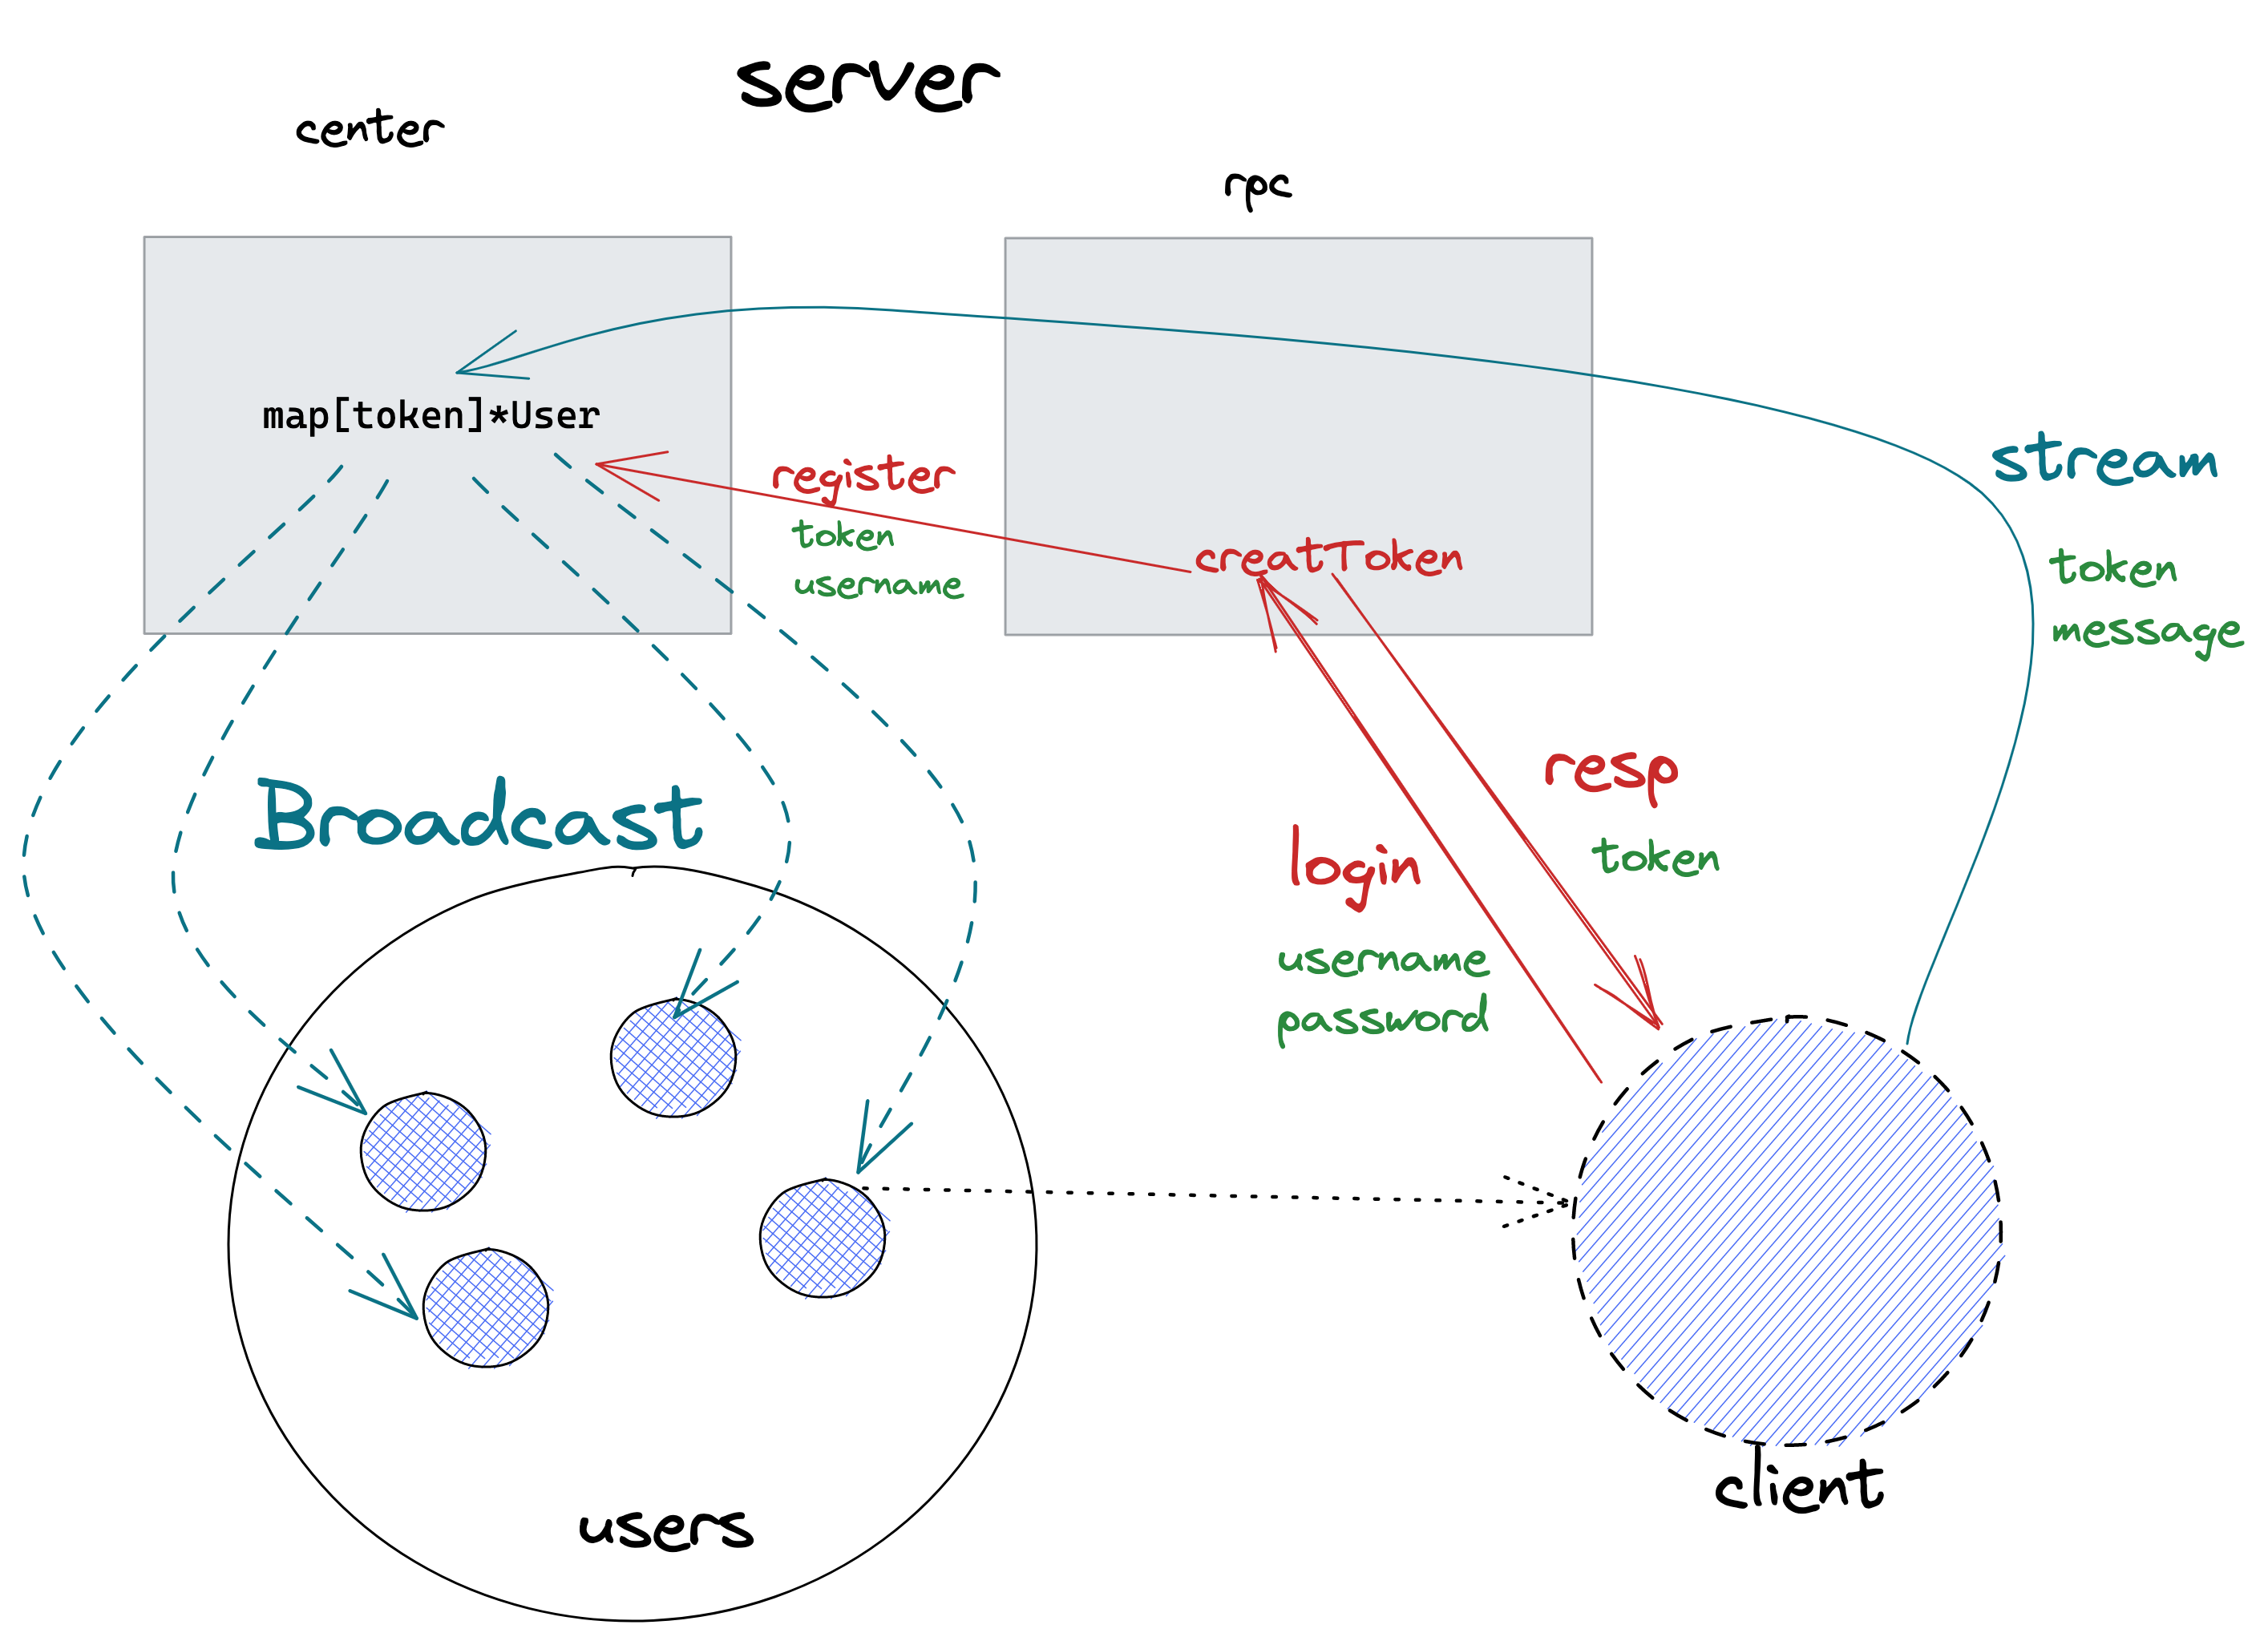 server
center
rpc
map[token]*User
register
token
username
creatToken
stream
token
message
Broadcast
resp
token
login
username
password
users
client